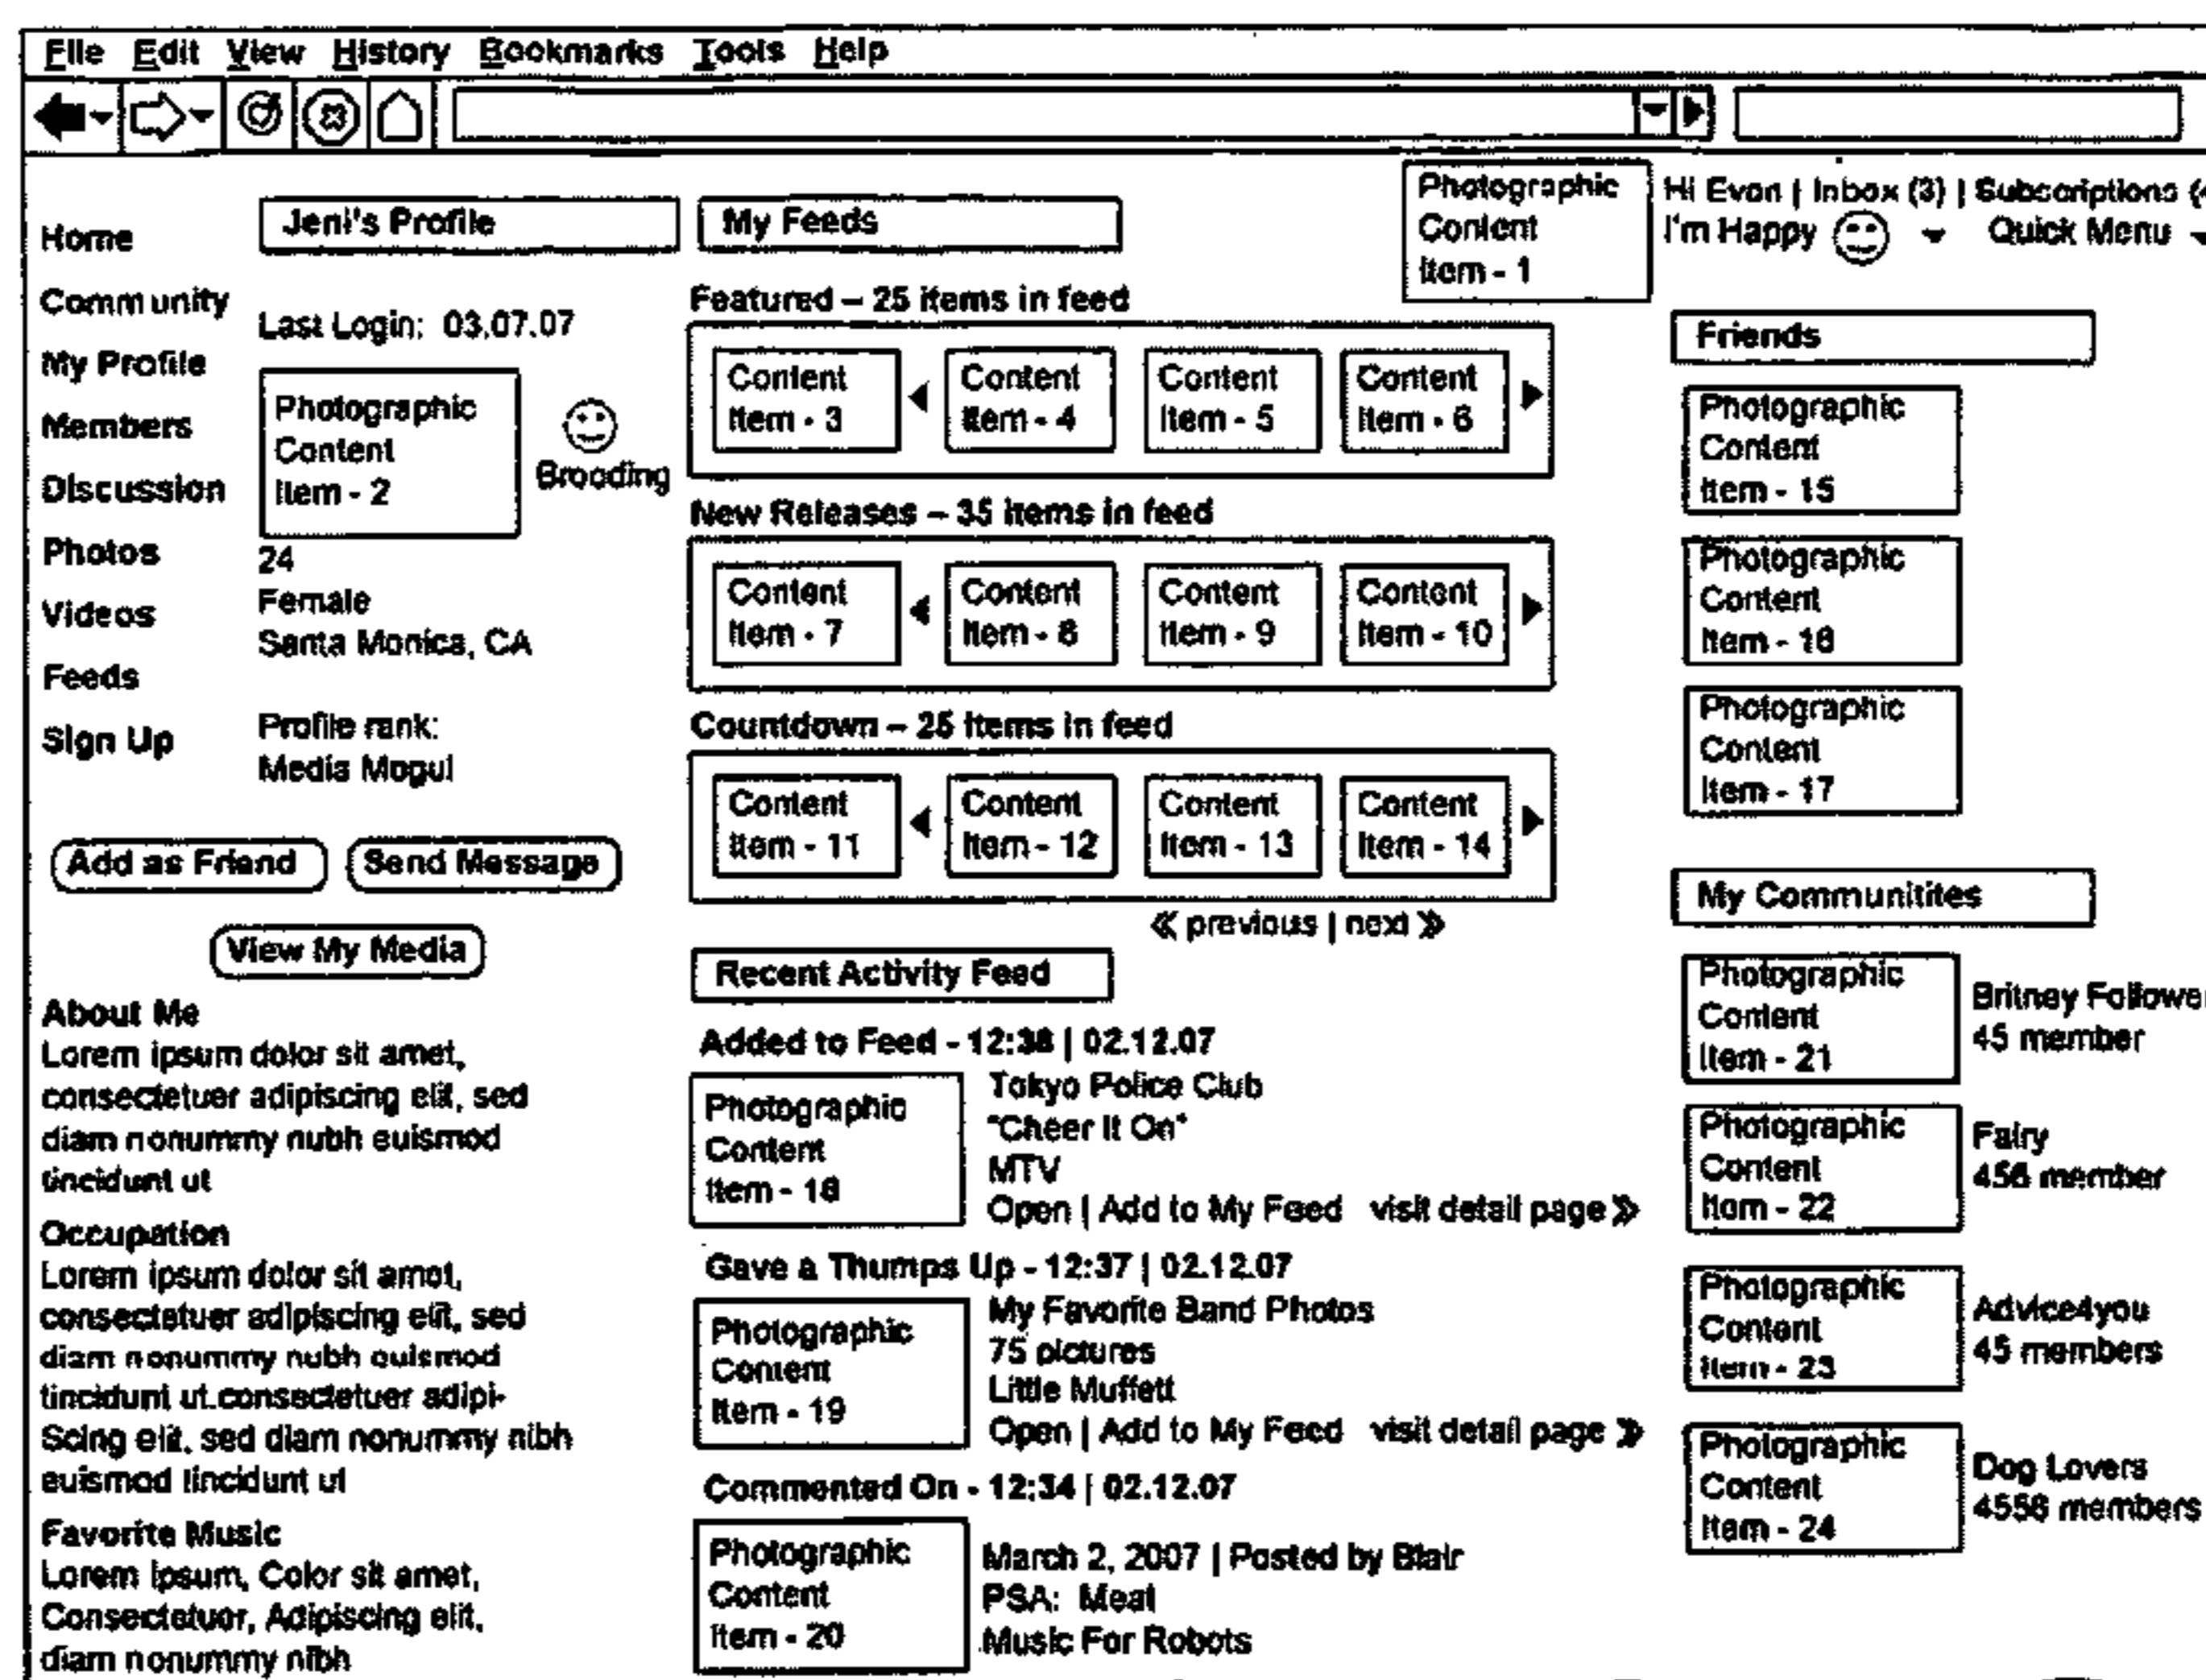 File Edit View History Bookmarks Tools Help
Photographic
Content
Item - 1
Hi Evan | Inbox (3) | Subscriptions (
I'm Happy
Quick Menu
Home
Community
My Profile
Members
Discussion
Photos
Videos
Feeds
Sign Up
Jeni's Profile
Last Login: 03.07.07
Photographic
Content
Item - 2
Brooding
24
Female
Santa Monica, CA
Profile rank:
Media Mogul
Add as Friend
Send Message
View My Media
About Me
Lorem ipsum dolor sit amet,
consectetuer adipiscing elit, sed
diam nonummy nubh euismod
tincidunt ut
Occupation
Lorem ipsum dolor sit amet,
consectetuer adipiscing elit, sed
diam nonummy nubh euismod
tincidunt ut.consectetuer adipi-
Scing elit, sed diam nonummy nibh
euismod tincidunt ut
Favorite Music
Lorem Ipsum, Color sit amet,
Consectetuer, Adipiscing elit,
diam nonummy nibh
My Feeds
Featured – 25 items in feed
Content
Item - 3
Content
Item - 4
Content
Item - 5
Content
Item - 6
New Releases – 35 items in feed
Content
Item - 7
Content
Item - 8
Content
Item - 9
Content
Item - 10
Countdown – 25 items in feed
Content
Item - 11
Content
Item - 12
Content
Item - 13
Content
Item - 14
« previous | next »
Recent Activity Feed
Added to Feed - 12:38 | 02.12.07
Photographic
Content
Item - 18
Tokyo Police Club
"Cheer It On"
MTV
Open | Add to My Feed visit detail page »
Gave a Thumps Up - 12:37 | 02.12.07
Photographic
Content
Item - 19
My Favorite Band Photos
75 pictures
Little Muffett
Open | Add to My Feed visit detail page »
Commented On - 12:34 | 02.12.07
Photographic
Content
Item - 20
March 2, 2007 | Posted by Blair
PSA: Meat
Music For Robots
Friends
Photographic
Content
Item - 15
Photographic
Content
Item - 16
Photographic
Content
Item - 17
My Communitites
Photographic
Content
Item - 21
Britney Follower
45 member
Photographic
Content
Item - 22
Fairy
456 member
Photographic
Content
Item - 23
Advice4you
45 members
Photographic
Content
Item - 24
Dog Lovers
4556 members